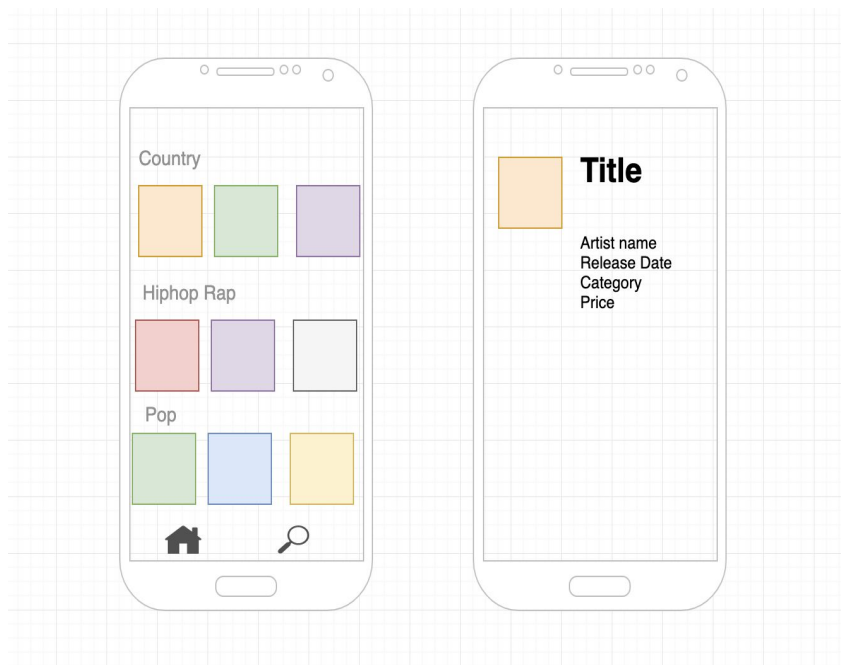 Country
Hiphop Rap
Pop
Title
Artist name
Release Date
Category
Price